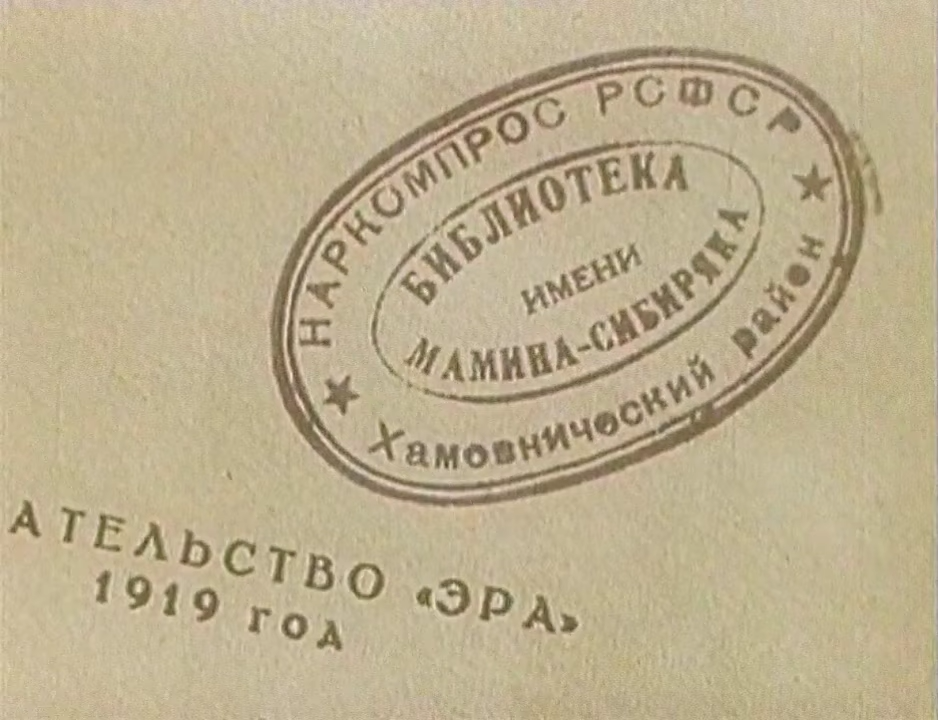 НАРКОМПРОС РСФСР
БИБЛИОТЕКА
ИМЕНИ
МАМИНА-СИБИРЯКА
Хамовнический район
АТЕЛЬСТВО «ЭРА»
1919 год